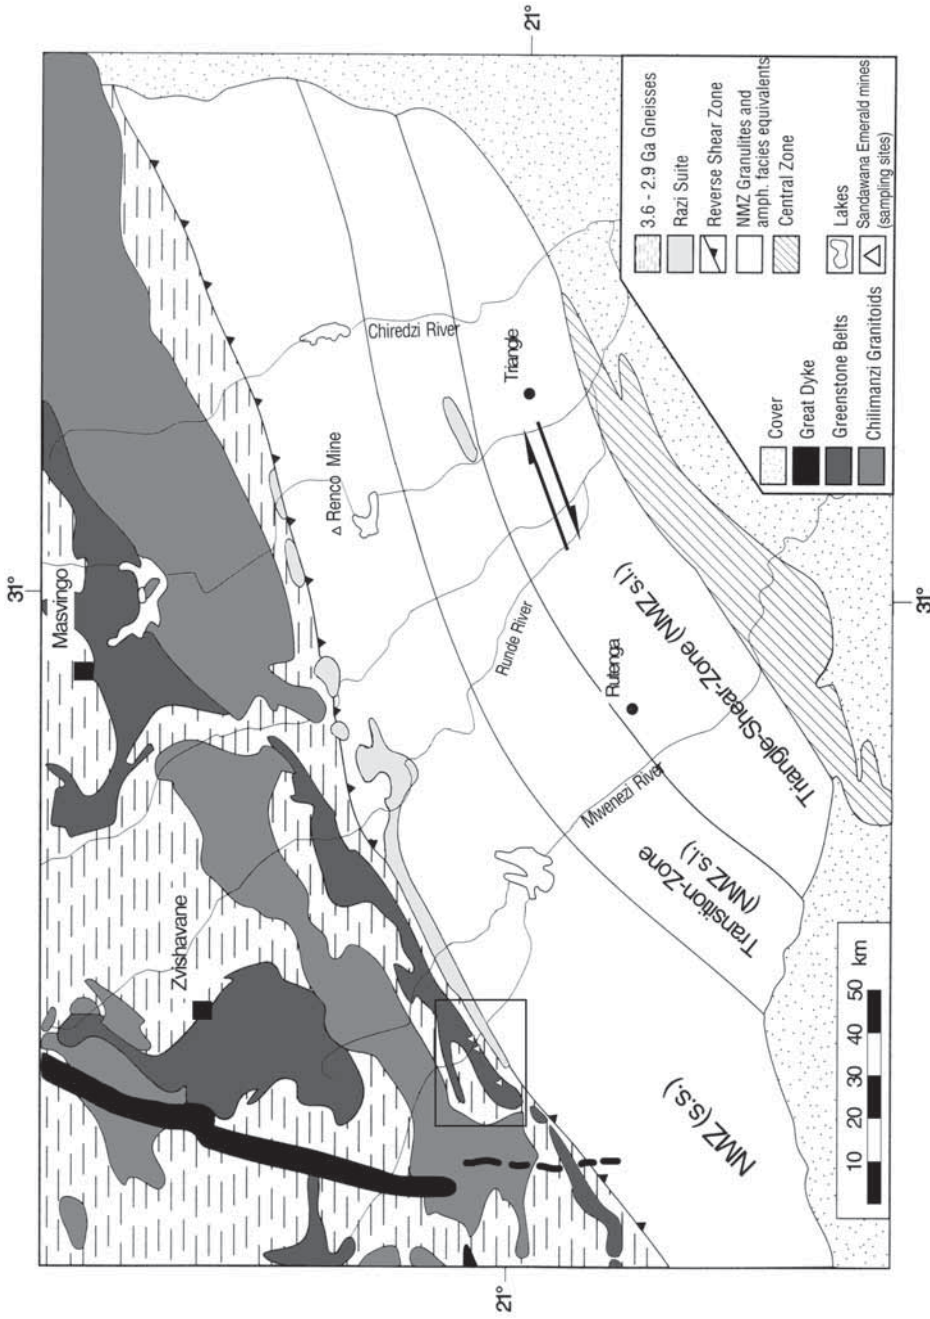 31°
Masvingo
Zvishavane
Renco Mine
Chiredzi River
Triangle
21°
Runde River
Rutenga
Mwenezi River
Triangle-Shear-Zone (NMZ s.l.)
Transition-Zone
(NMZ s.l.)
NMZ (s.s.)
21°
31°
10 20 30 40 50 km
Cover
Great Dyke
Greenstone Belts
Chilimanzi Granitoids
3.6 - 2.9 Ga Gneisses
Razi Suite
Reverse Shear Zone
NMZ Granulites and
amph. facies equivalents
Central Zone
Lakes
Sandawana Emerald mines
(sampling sites)